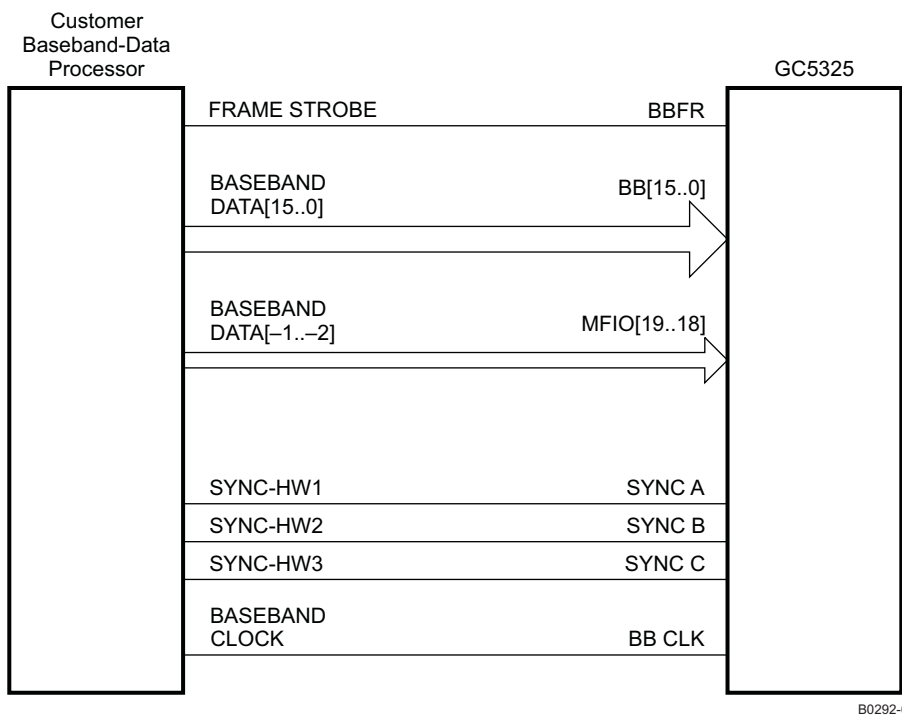 Customer
Baseband-Data
Processor
GC5325
FRAME STROBE
BBFR
BASEBAND
DATA[15..0]
BB[15..0]
BASEBAND
DATA[–1..–2]
MFIO[19..18]
SYNC-HW1
SYNC A
SYNC-HW2
SYNC B
SYNC-HW3
SYNC C
BASEBAND
CLOCK
BB CLK